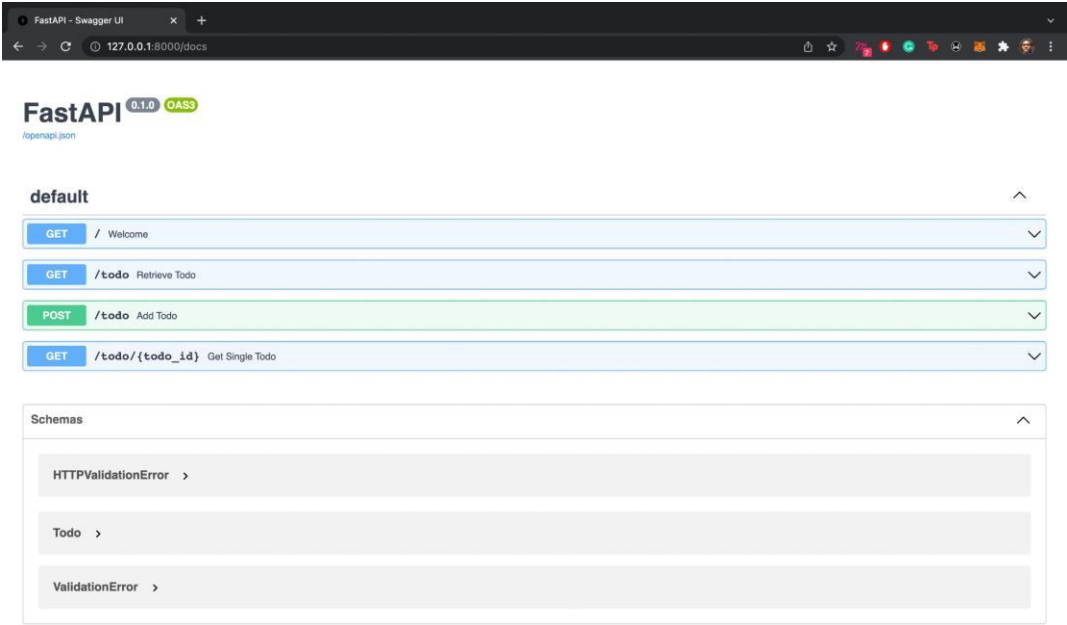 FastAPI - Swagger UI
127.0.0.1:8000/docs
FastAPI 0.1.0 OAS3
/openapi.json
default
GET / Welcome
GET /todo Retrieve Todo
POST /todo Add Todo
GET /todo/{todo_id} Get Single Todo
Schemas
HTTPValidationError
Todo
ValidationError